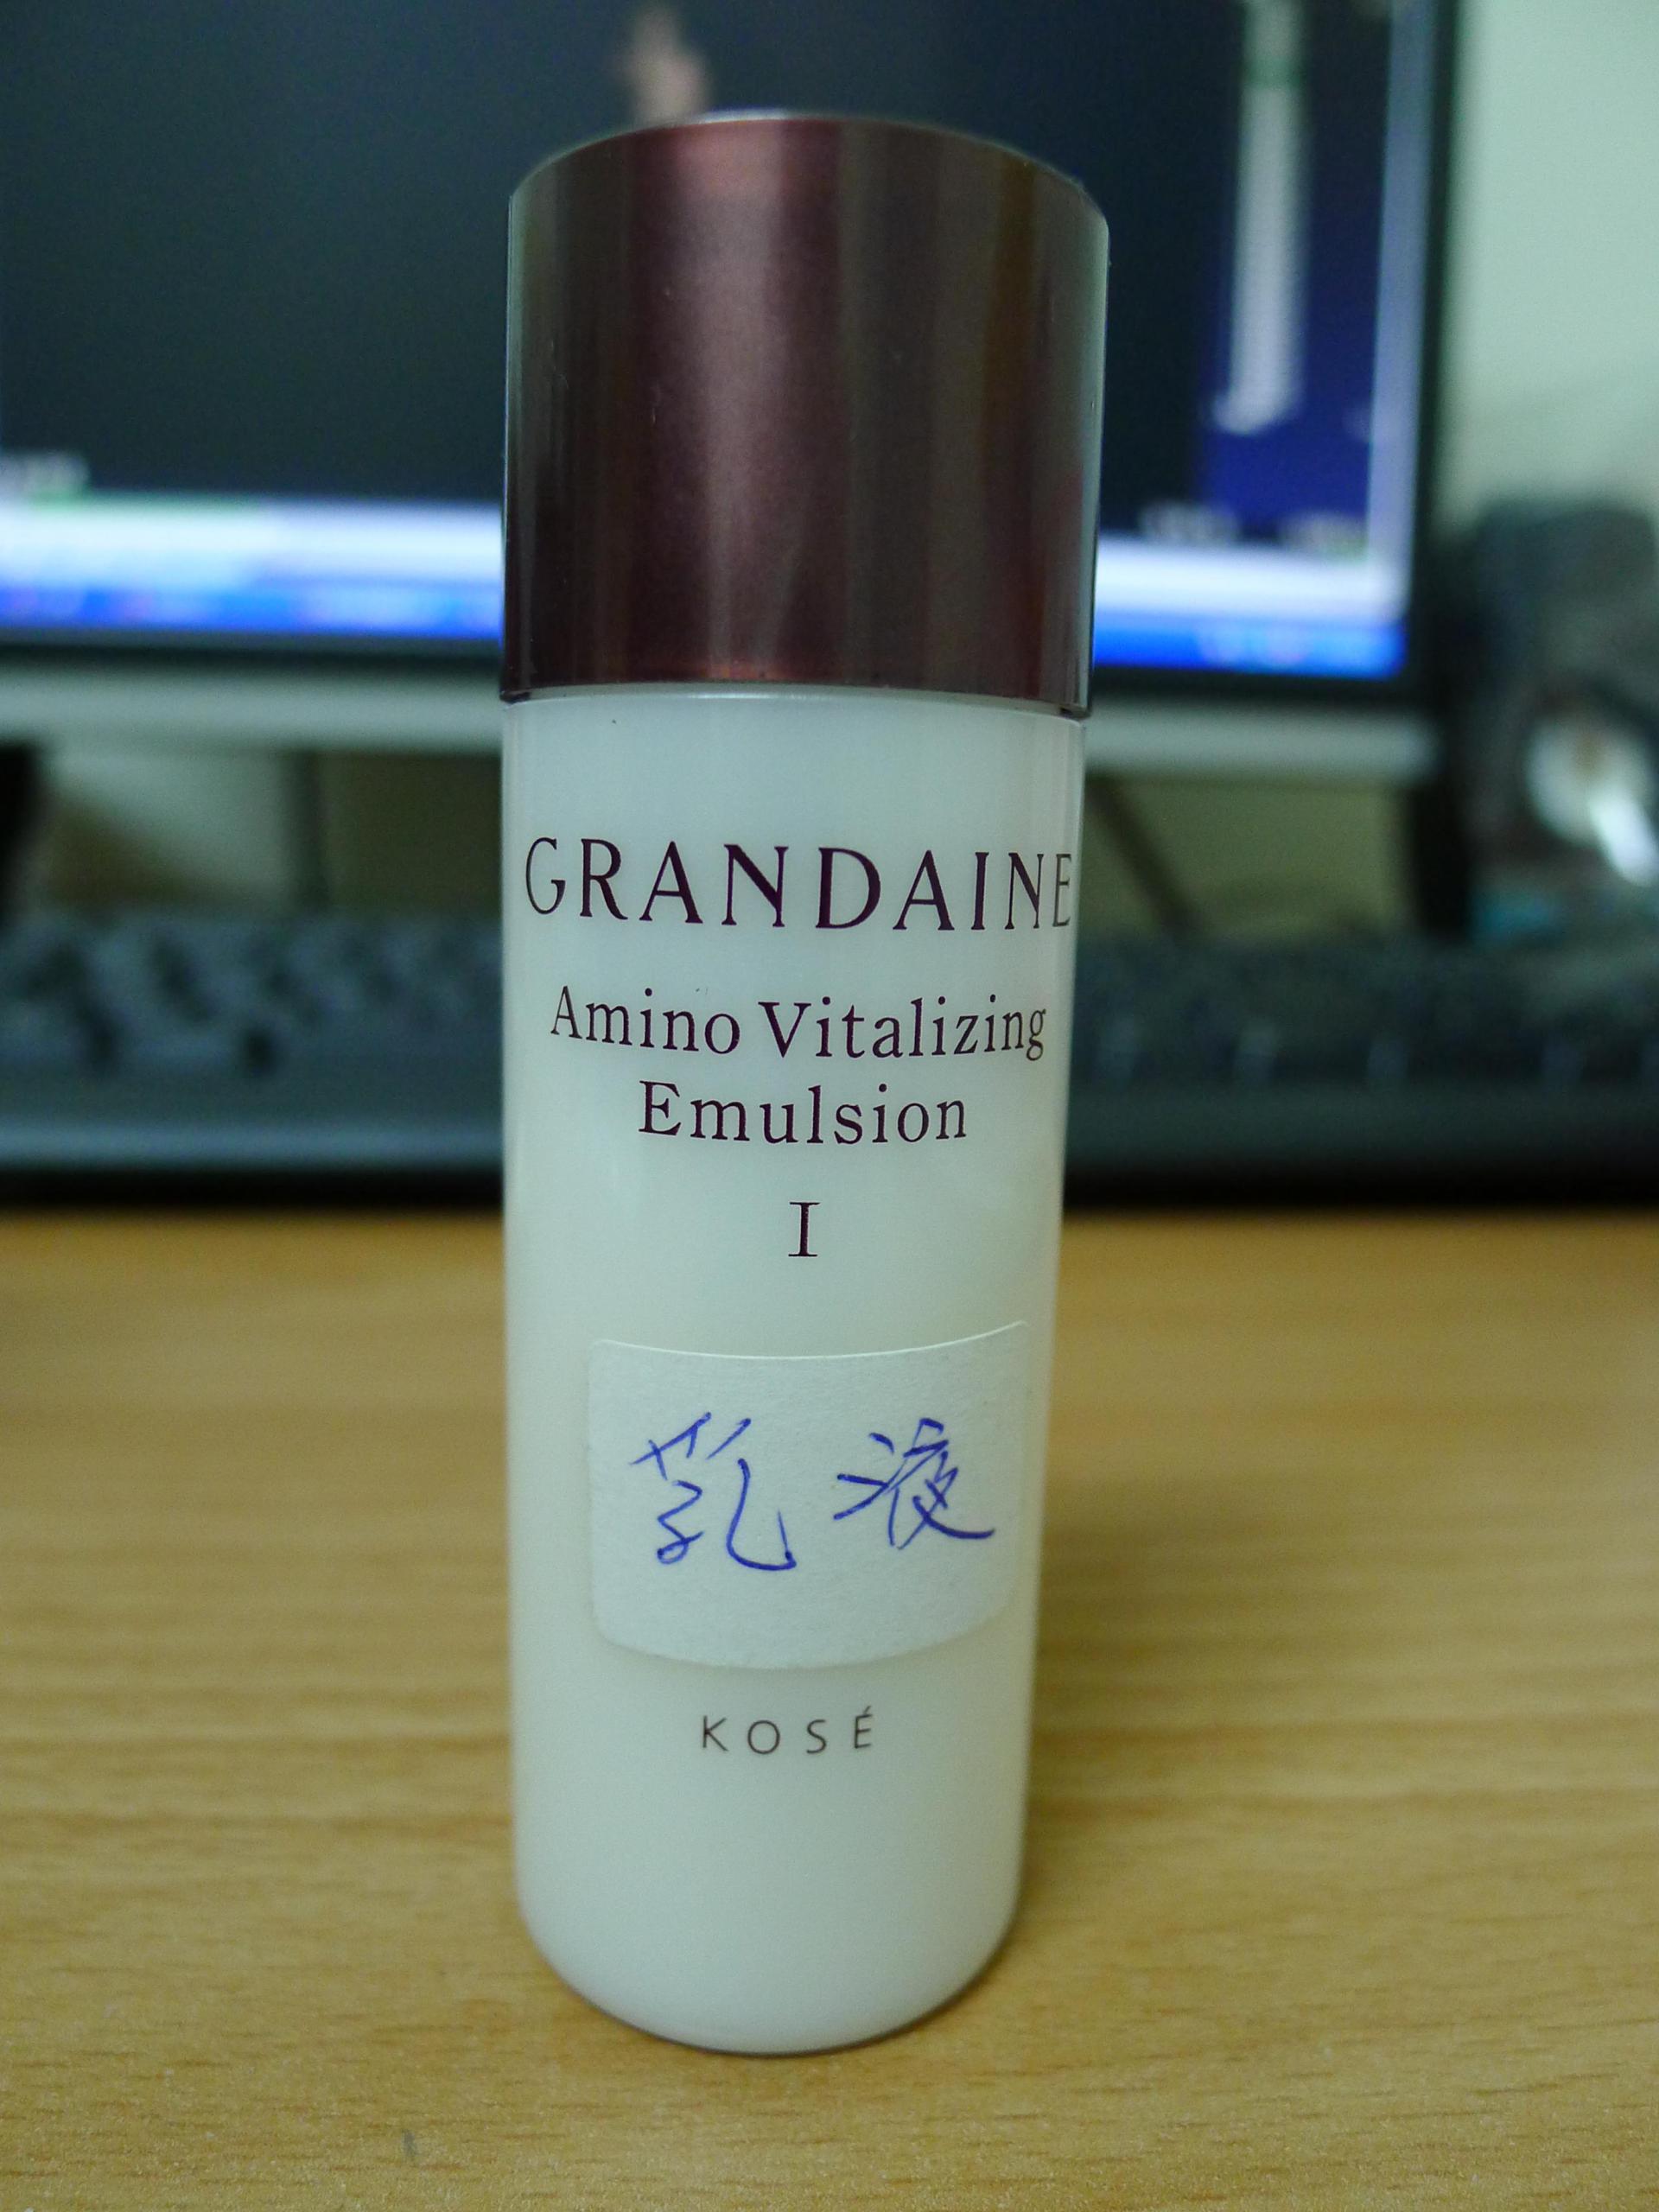 GRANDAINE
Amino Vitalizing
Emulsion
I
乳液
KOSÉ